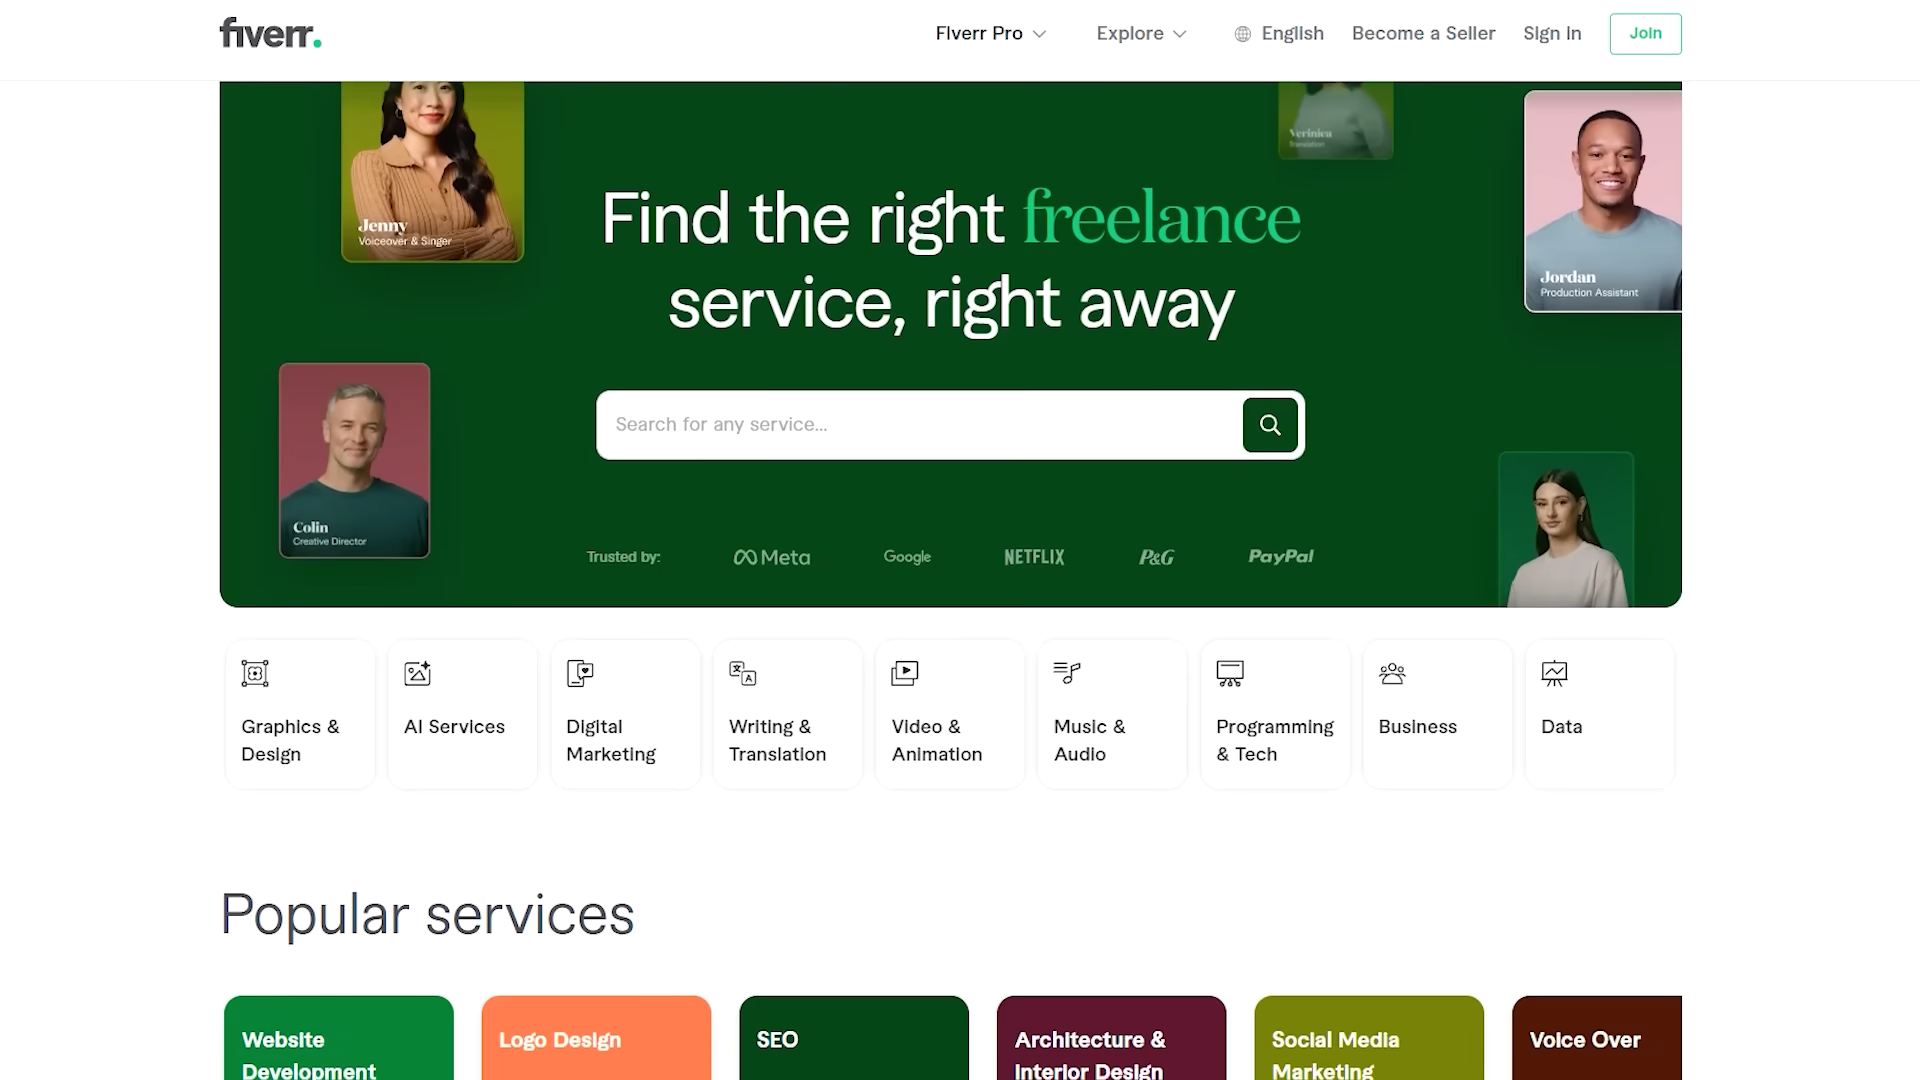 fiverr.
Fiverr Pro
Explore
English
Become a Seller
Sign In
Join
Jenny
Voiceover & Singer
Verinica
Translation
Jordan
Production Assistant
Find the right freelance
service, right away
Search for any service...
Colin
Creative Director
Trusted by:
Meta
Google
NETFLIX
P&G
PayPal
Graphics &
Design
AI Services
Digital
Marketing
Writing &
Translation
Video &
Animation
Music &
Audio
Programming
& Tech
Business
Data
Popular services
Website
Development
Logo Design
SEO
Architecture &
Interior Design
Social Media
Marketing
Voice Over